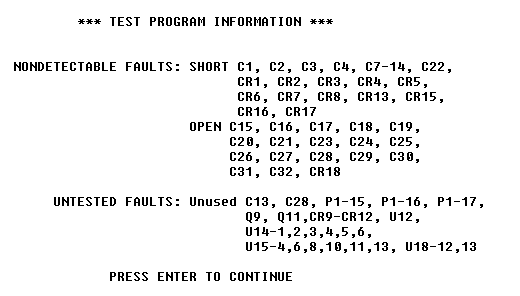 *** TEST PROGRAM INFORMATION ***
NONDETECTABLE FAULTS: SHORT C1, C2, C3, C4, C7-14, C22,
CR1, CR2, CR3, CR4, CR5,
CR6, CR7, CR8, CR13, CR15,
CR16, CR17
OPEN C15, C16, C17, C18, C19,
C20, C21, C23, C24, C25,
C26, C27, C28, C29, C30,
C31, C32, CR18
UNTESTED FAULTS: Unused C13, C28, P1-15, P1-16, P1-17,
Q9, Q11,CR9-CR12, U12,
U14-1,2,3,4,5,6,
U15-4,6,8,10,11,13, U18-12,13
PRESS ENTER TO CONTINUE